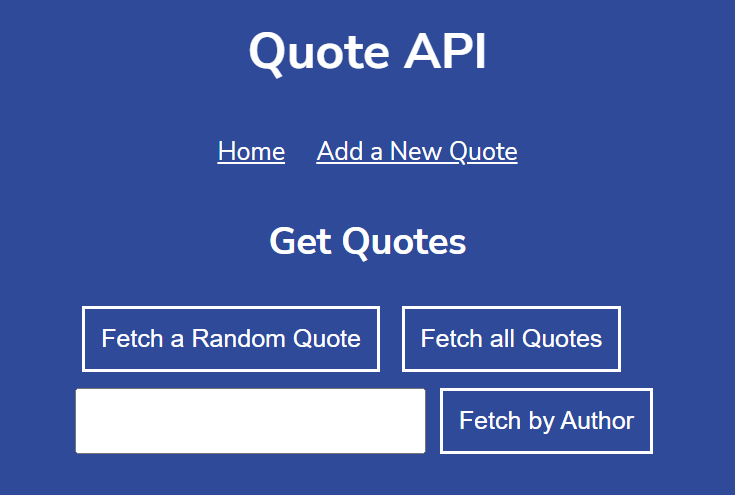 Quote API
Home Add a New Quote
Get Quotes
Fetch a Random Quote Fetch all Quotes
Fetch by Author